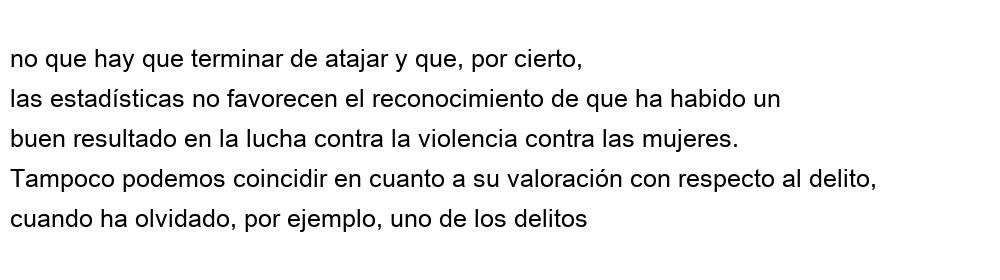 no que hay que terminar de atajar y que, por cierto,
las estadísticas no favorecen el reconocimiento de que ha habido un
buen resultado en la lucha contra la violencia contra las mujeres.
Tampoco podemos coincidir en cuanto a su valoración con respecto al delito,
cuando ha olvidado, por ejemplo, uno de los delitos